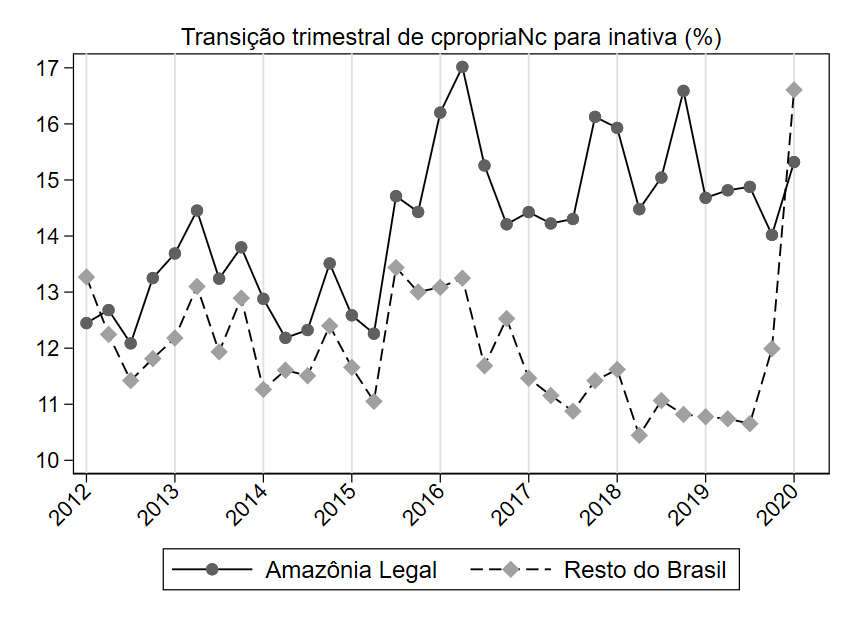 Transição trimestral de cpropriaNc para inativa (%)
17
16
15
14
13
12
11
10
2012 2013 2014 2015 2016 2017 2018 2019 2020
Amazônia Legal Resto do Brasil